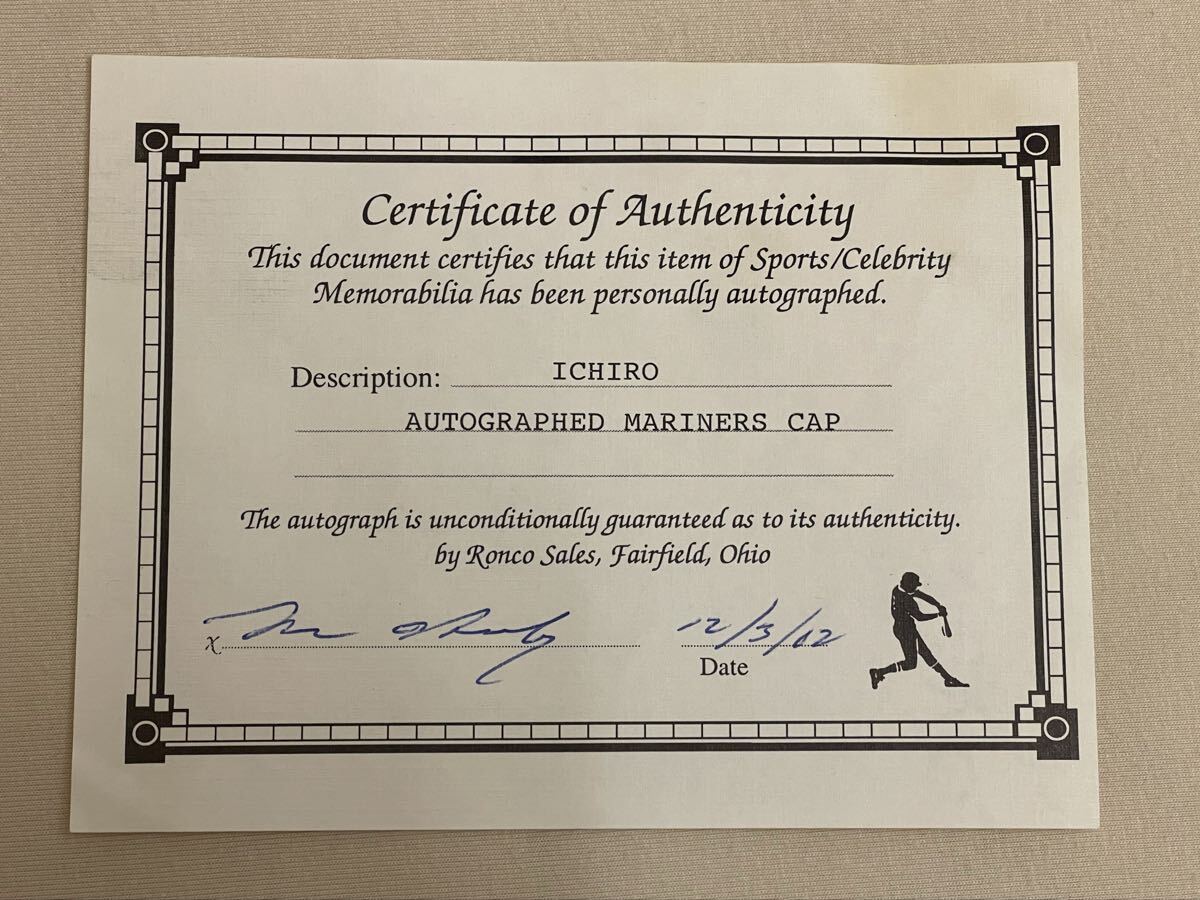 Certificate of Authenticity
This document certifies that this item of Sports/Celebrity
Memorabilia has been personally autographed.
Description: ICHIRO
AUTOGRAPHED MARINERS CAP
The autograph is unconditionally guaranteed as to its authenticity.
by Ronco Sales, Fairfield, Ohio
x 12/3/02
Date